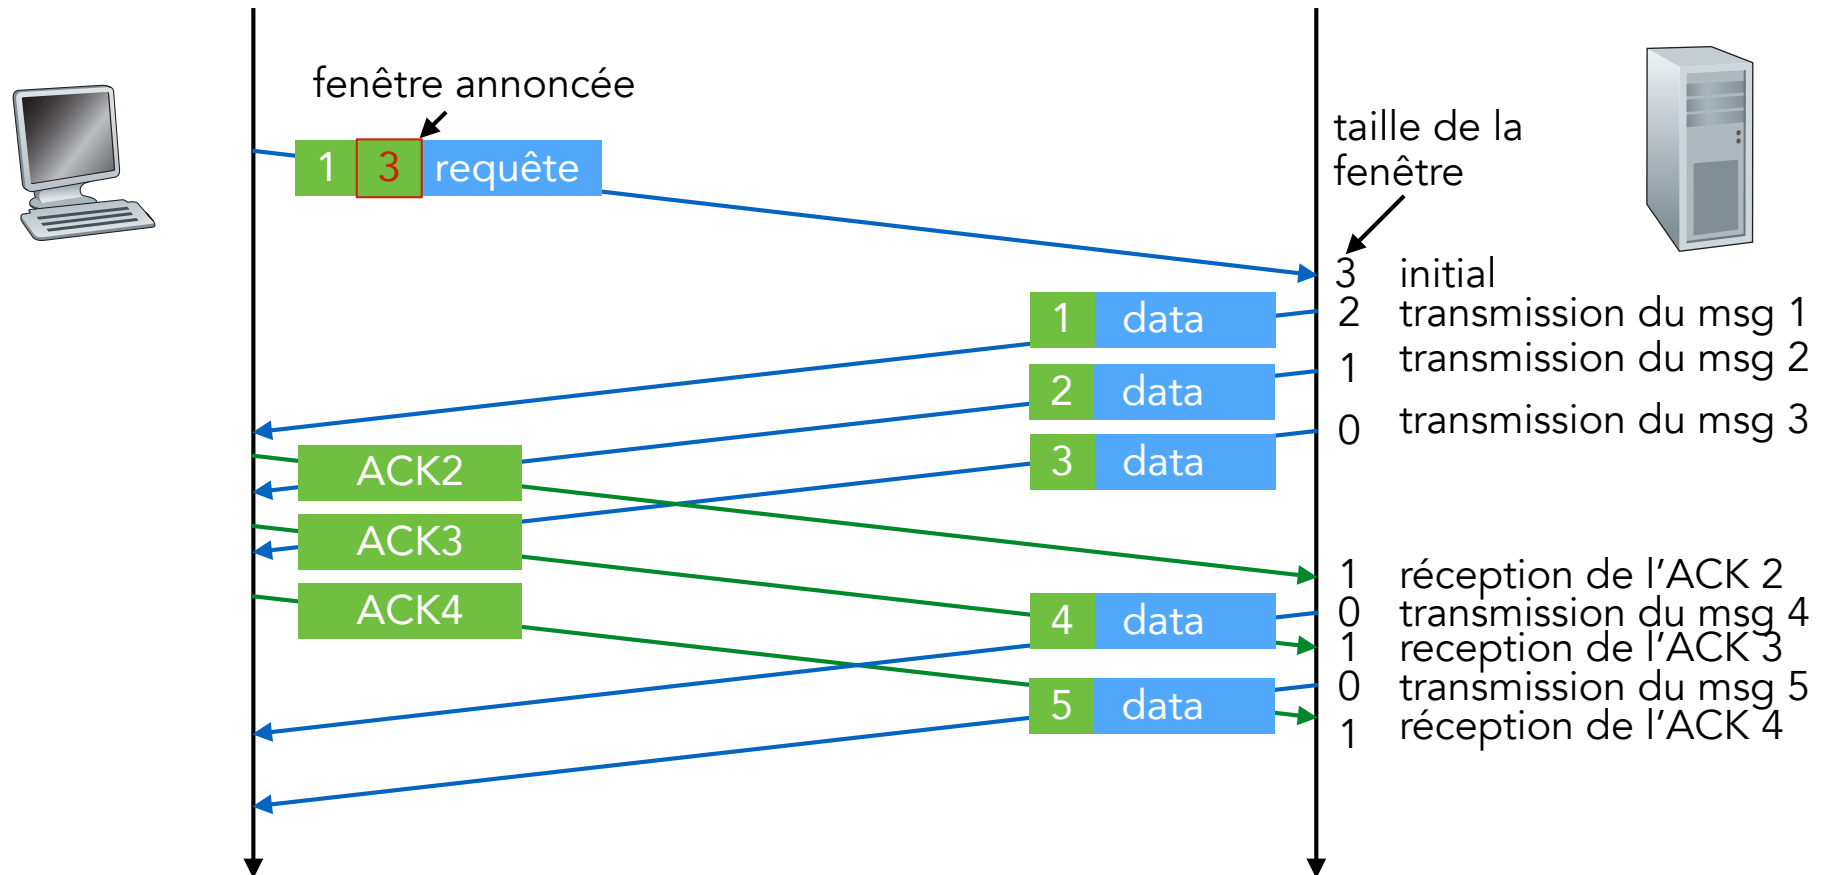 fenêtre annoncée
taille de la
fenêtre
1 3 requête
3 initial
1 data
2 transmission du msg 1
2 data
1 transmission du msg 2
3 data
0 transmission du msg 3
ACK2
ACK3
ACK4
1 réception de l'ACK 2
4 data
0 transmission du msg 4
1 reception de l'ACK 3
5 data
0 transmission du msg 5
1 réception de l'ACK 4